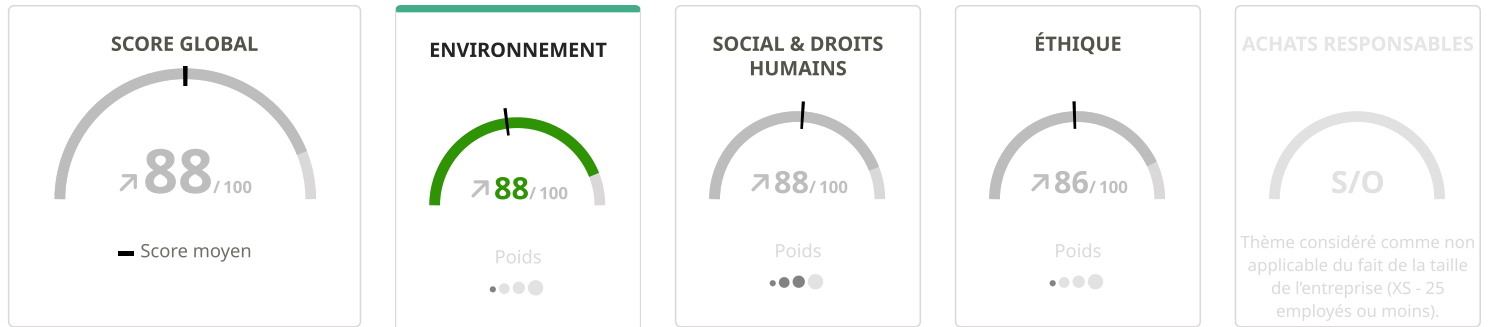 SCORE GLOBAL
88/ 100
Score moyen
ENVIRONNEMENT
88/ 100
Poids
SOCIAL & DROITS
HUMAINS
88/ 100
Poids
ÉTHIQUE
86/ 100
Poids
ACHATS RESPONSABLES
S/O
Thème considéré comme non
applicable du fait de la taille
de l’entreprise (XS - 25
employés ou moins).